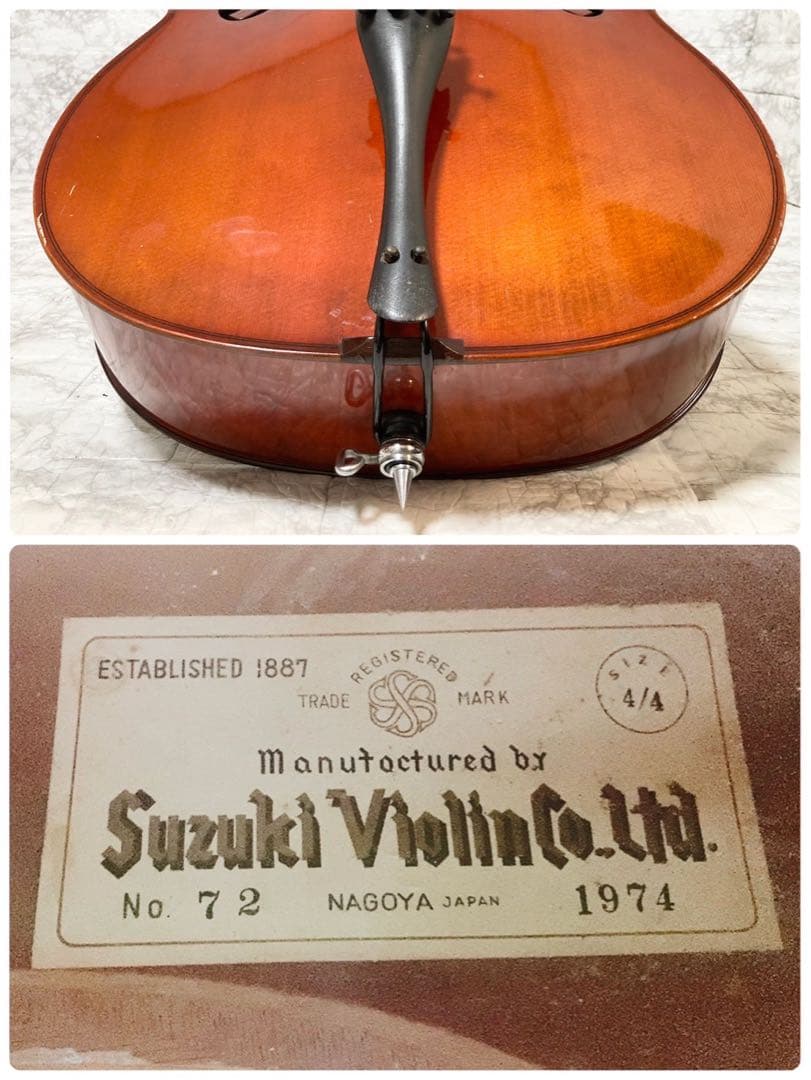 ESTABLISHED 1887
REGISTERED
TRADE MARK
SIZE
4/4
Manufactured by
Suzuki Violin Co., Ltd.
No. 72 NAGOYA JAPAN 1974